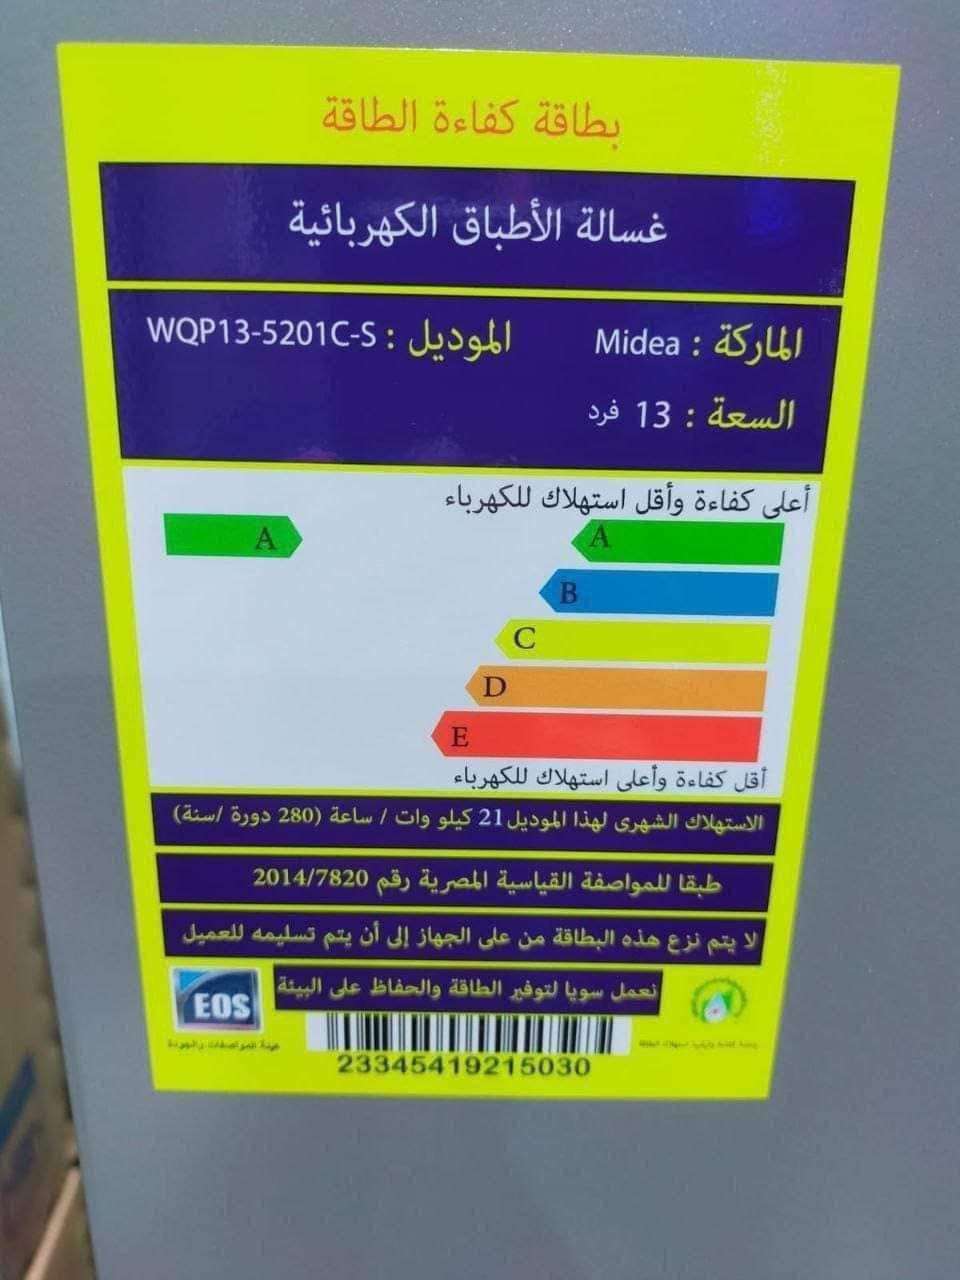 بطاقة كفاءة الطاقة
غسالة الأطباق الكهربائية
الماركة : Midea الموديل : WQP13-5201C-S
السعة : 13 فرد
أعلى كفاءة وأقل استهلاك للكهرباء
A A
B
C
D
E
أقل كفاءة وأعلى استهلاك للكهرباء
الاستهلاك الشهرى لهذا الموديل 21 كيلو وات / ساعة (280 دورة /سنة)
طبقا للمواصفة القياسية المصرية رقم 2014/7820
لا يتم نزع هذه البطاقة من على الجهاز إلى أن يتم تسليمه للعميل
نعمل سويا لتوفير الطاقة والحفاظ على البيئة
EOS
هيئة المواصفات والجودة
23345419215030